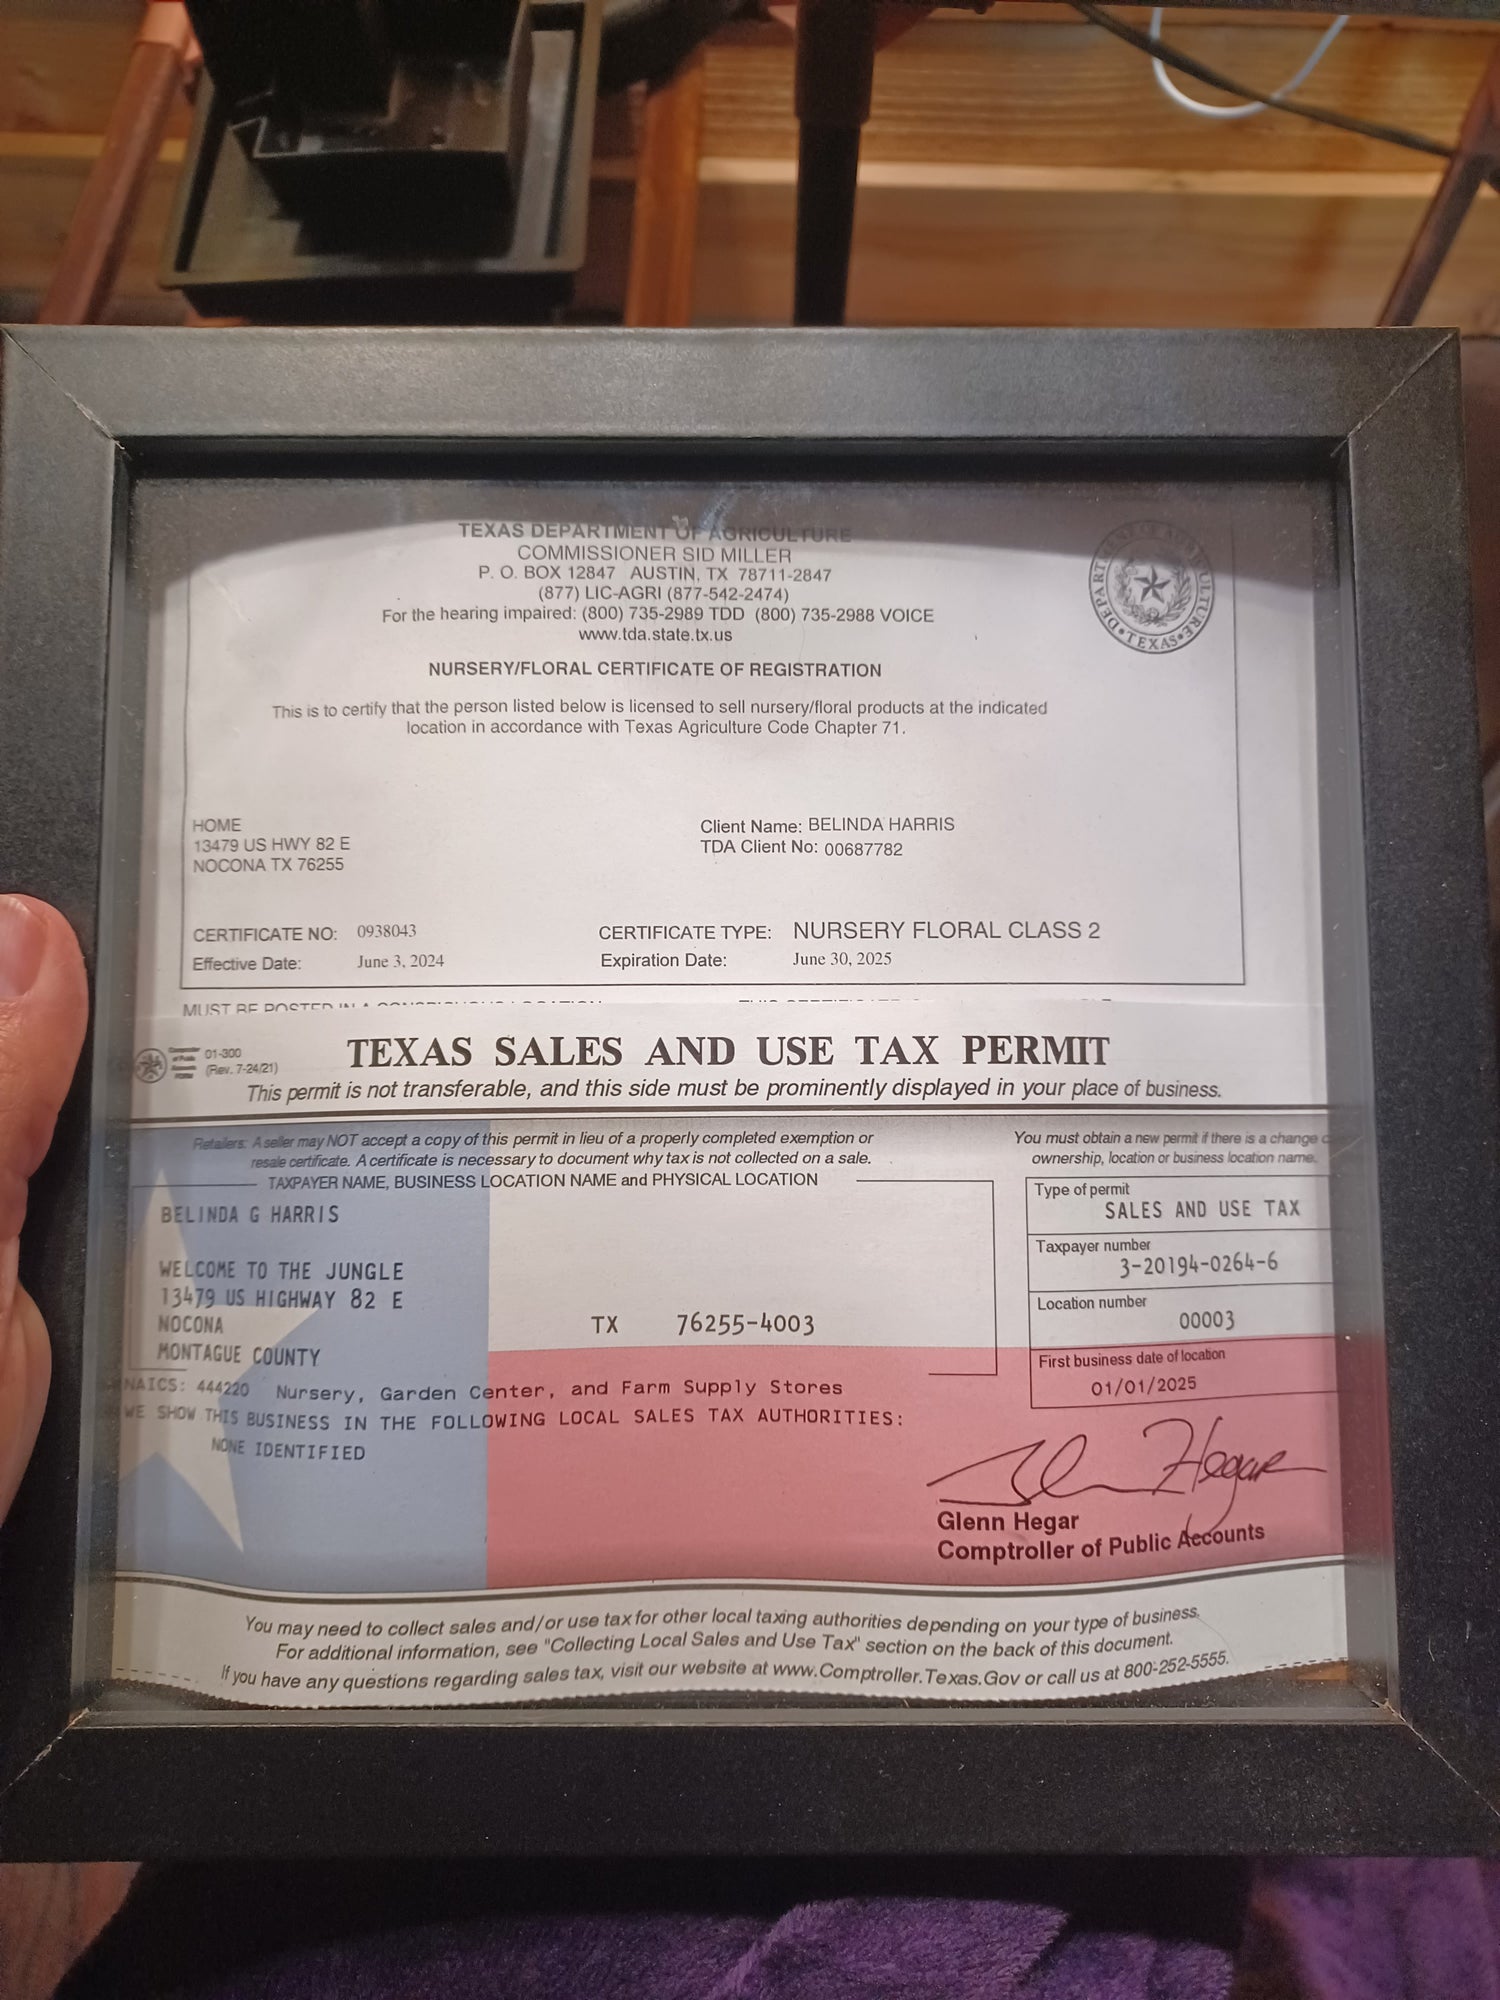 TEXAS DEPARTMENT OF AGRICULTURE
COMMISSIONER SID MILLER
P. O. BOX 12847 AUSTIN, TX 78711-2847
(877) LIC-AGRI (877-542-2474)
For the hearing impaired: (800) 735-2989 TDD (800) 735-2988 VOICE
www.tda.state.tx.us
DEPARTMENT OF AGRICULTURE • TEXAS •
NURSERY/FLORAL CERTIFICATE OF REGISTRATION
This is to certify that the person listed below is licensed to sell nursery/floral products at the indicated
location in accordance with Texas Agriculture Code Chapter 71.
HOME
13479 US HWY 82 E
NOCONA TX 76255
Client Name: BELINDA HARRIS
TDA Client No: 00687782
CERTIFICATE NO: 0938043
Effective Date: June 3, 2024
CERTIFICATE TYPE: NURSERY FLORAL CLASS 2
Expiration Date: June 30, 2025
MUST BE POSTED IN A CONSPICUOUS LOCATION
01-300
(Rev. 7-24/21)
TEXAS SALES AND USE TAX PERMIT
This permit is not transferable, and this side must be prominently displayed in your place of business.
Retailers: A seller may NOT accept a copy of this permit in lieu of a properly completed exemption or
resale certificate. A certificate is necessary to document why tax is not collected on a sale.
You must obtain a new permit if there is a change
ownership, location or business location name.
TAXPAYER NAME, BUSINESS LOCATION NAME and PHYSICAL LOCATION
BELINDA G HARRIS
WELCOME TO THE JUNGLE
13479 US HIGHWAY 82 E
NOCONA TX 76255-4003
MONTAGUE COUNTY
Type of permit
SALES AND USE TAX
Taxpayer number
3-20194-0264-6
Location number
00003
First business date of location
01/01/2025
NAICS: 444220 Nursery, Garden Center, and Farm Supply Stores
WE SHOW THIS BUSINESS IN THE FOLLOWING LOCAL SALES TAX AUTHORITIES:
NONE IDENTIFIED
Glenn Hegar
Glenn Hegar
Comptroller of Public Accounts
You may need to collect sales and/or use tax for other local taxing authorities depending on your type of business.
For additional information, see "Collecting Local Sales and Use Tax" section on the back of this document.
If you have any questions regarding sales tax, visit our website at www.Comptroller.Texas.Gov or call us at 800-252-5555.